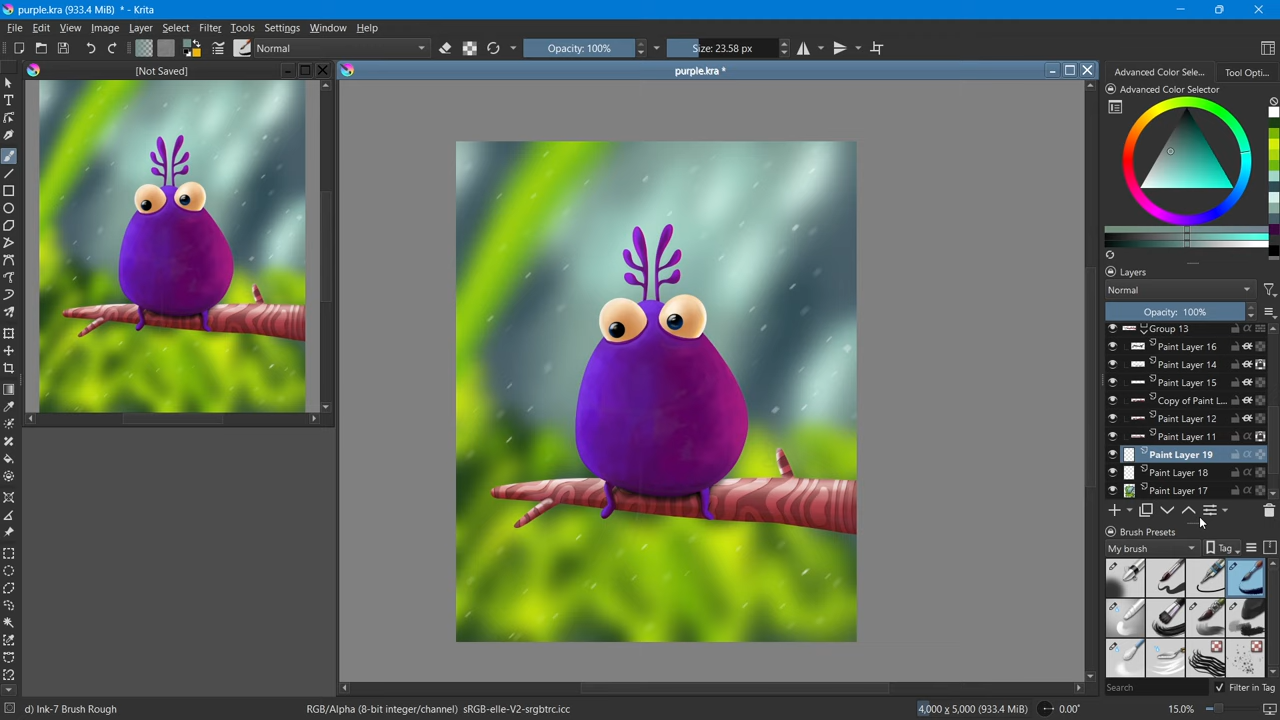 purple.kra (933.4 MiB) * - Krita
File Edit View Image Layer Select Filter Tools Settings Window Help
Normal Opacity: 100% Size: 23.58 px
[Not Saved] purple.kra * Advanced Color Sele... Tool Opti...
Advanced Color Selector
Layers
Normal
Opacity: 100%
Group 13
Paint Layer 16
Paint Layer 14
Paint Layer 15
Copy of Paint L...
Paint Layer 12
Paint Layer 11
Paint Layer 19
Paint Layer 18
Paint Layer 17
Brush Presets
My brush Tag
Search Filter in Tag
d) Ink-7 Brush Rough RGB/Alpha (8-bit integer/channel) sRGB-elle-V2-srgbtrc.icc 4,000 x 5,000 (933.4 MiB) 0.00° 15.0%